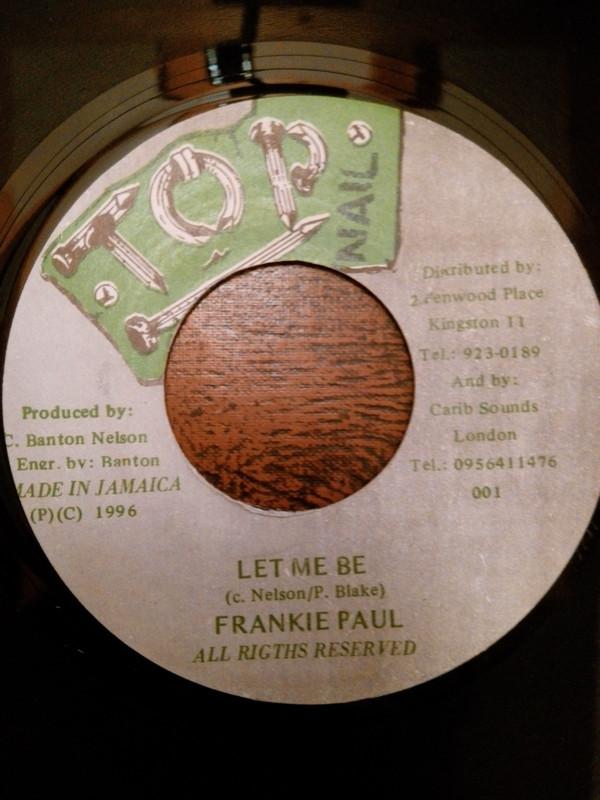 TOP
NAIL
Distributed by:
Kingston 11
Tel.: 923-0189
And by:
Carib Sounds
London
Tel.: 0956411476
001
Produced by:
C. Banton Nelson
Engr. by: Banton
MADE IN JAMAICA
(P)(C) 1996
LET ME BE
(c. Nelson/P. Blake)
FRANKIE PAUL
ALL RIGTHS RESERVED